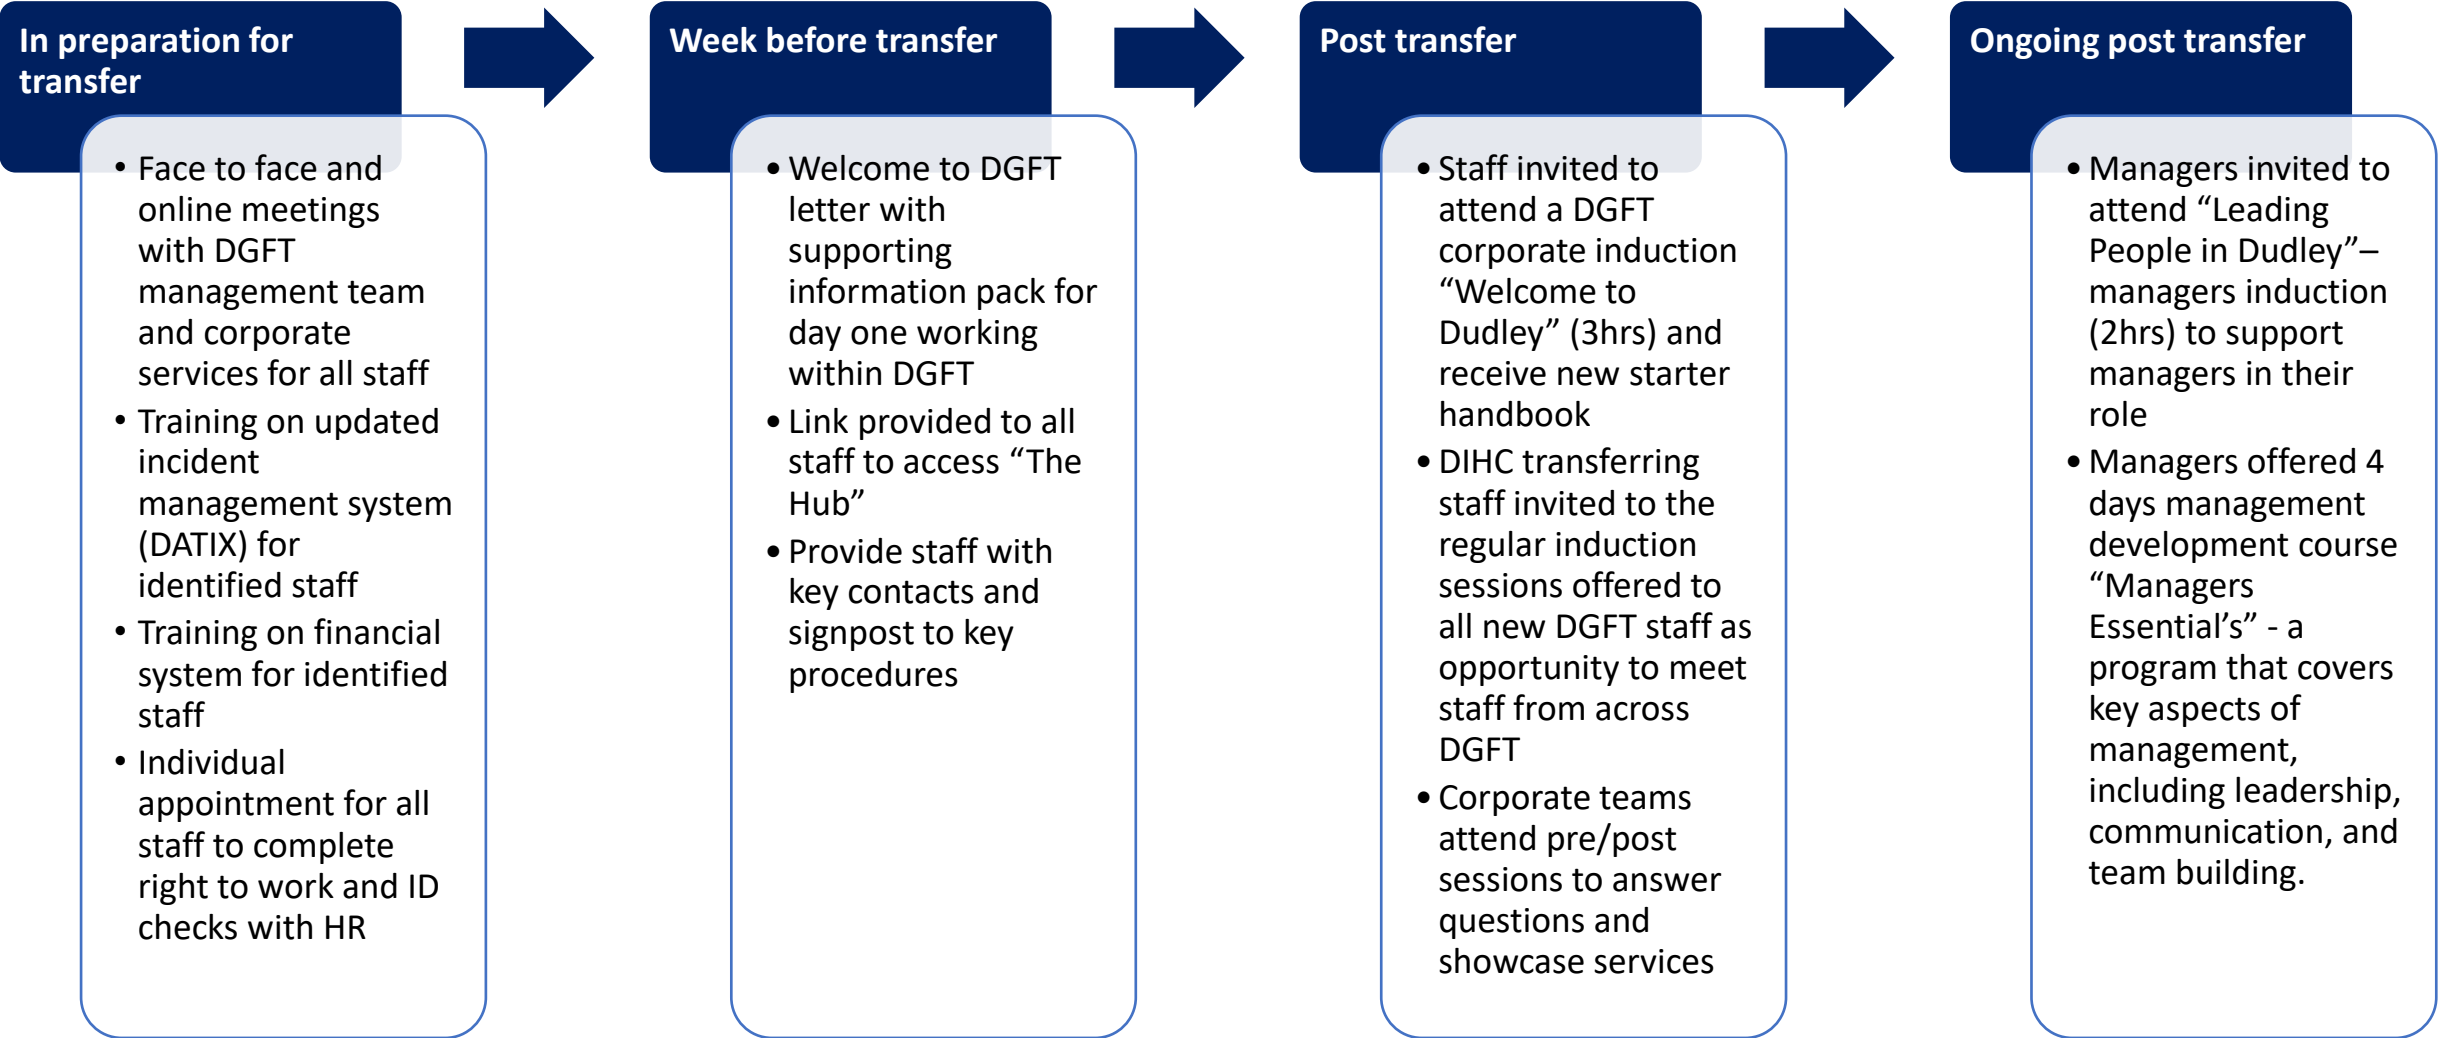 In preparation for
transfer
• Face to face and
online meetings
with DGFT
management team
and corporate
services for all staff
• Training on updated
incident
management system
(DATIX) for
identified staff
• Training on financial
system for identified
staff
• Individual
appointment for all
staff to complete
right to work and ID
checks with HR
Week before transfer
• Welcome to DGFT
letter with
supporting
information pack for
day one working
within DGFT
• Link provided to all
staff to access “The
Hub”
• Provide staff with
key contacts and
signpost to key
procedures
Post transfer
• Staff invited to
attend a DGFT
corporate induction
“Welcome to
Dudley” (3hrs) and
receive new starter
handbook
• DIHC transferring
staff invited to the
regular induction
sessions offered to
all new DGFT staff as
opportunity to meet
staff from across
DGFT
• Corporate teams
attend pre/post
sessions to answer
questions and
showcase services
Ongoing post transfer
• Managers invited to
attend “Leading
People in Dudley”–
managers induction
(2hrs) to support
managers in their
role
• Managers offered 4
days management
development course
“Managers
Essential’s” - a
program that covers
key aspects of
management,
including leadership,
communication, and
team building.